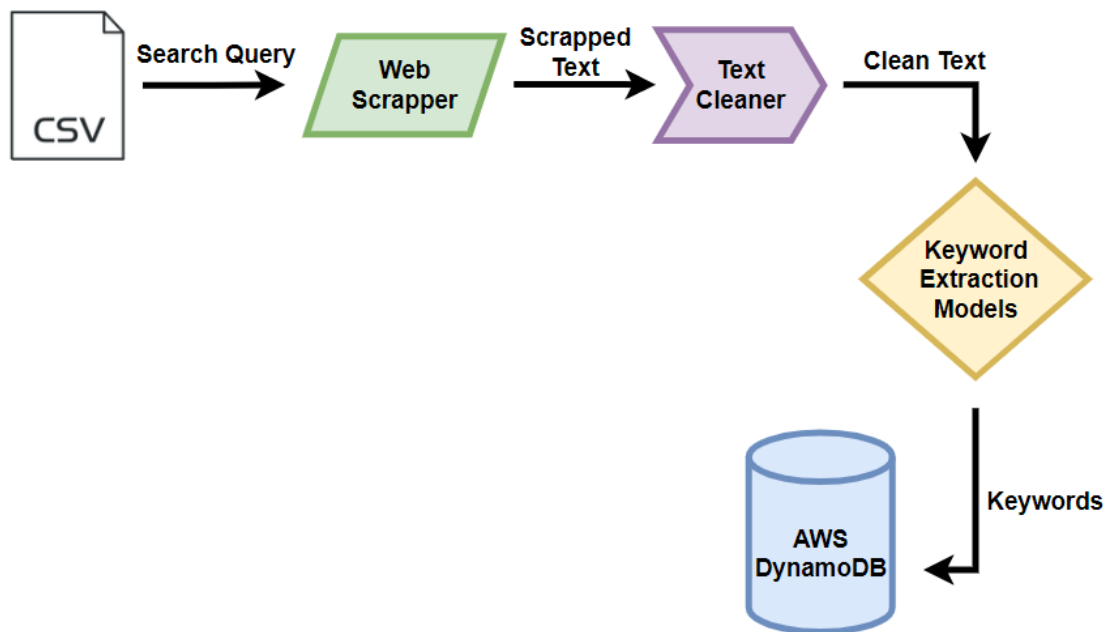 CSV
Search Query
Web
Scrapper
Scrapped
Text
Text
Cleaner
Clean Text
Keyword
Extraction
Models
Keywords
AWS
DynamoDB